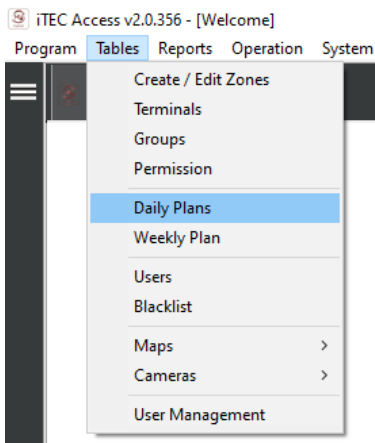 iTEC Access v2.0.356 - [Welcome]
Program Tables Reports Operation System
Create / Edit Zones
Terminals
Groups
Permission
Daily Plans
Weekly Plan
Users
Blacklist
Maps
Cameras
User Management